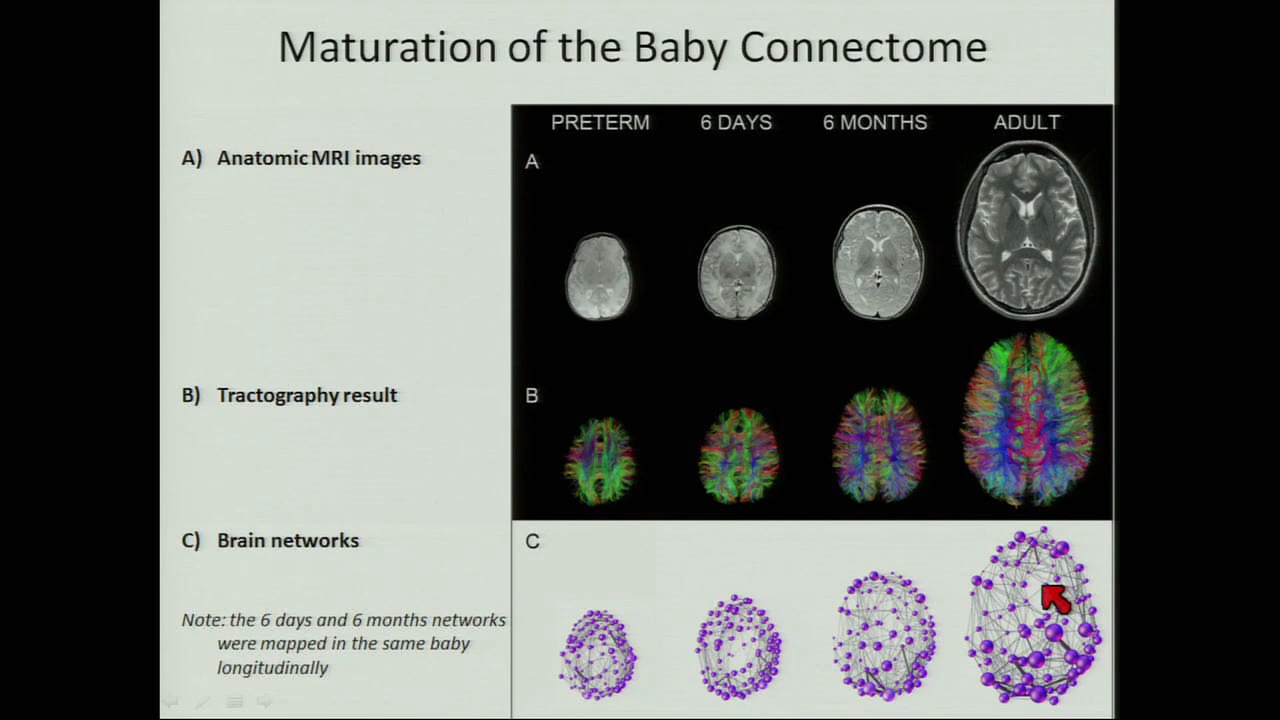 Maturation of the Baby Connectome
PRETERM 6 DAYS 6 MONTHS ADULT
A) Anatomic MRI images
A
B) Tractography result
B
C) Brain networks
C
Note: the 6 days and 6 months networks
were mapped in the same baby
longitudinally